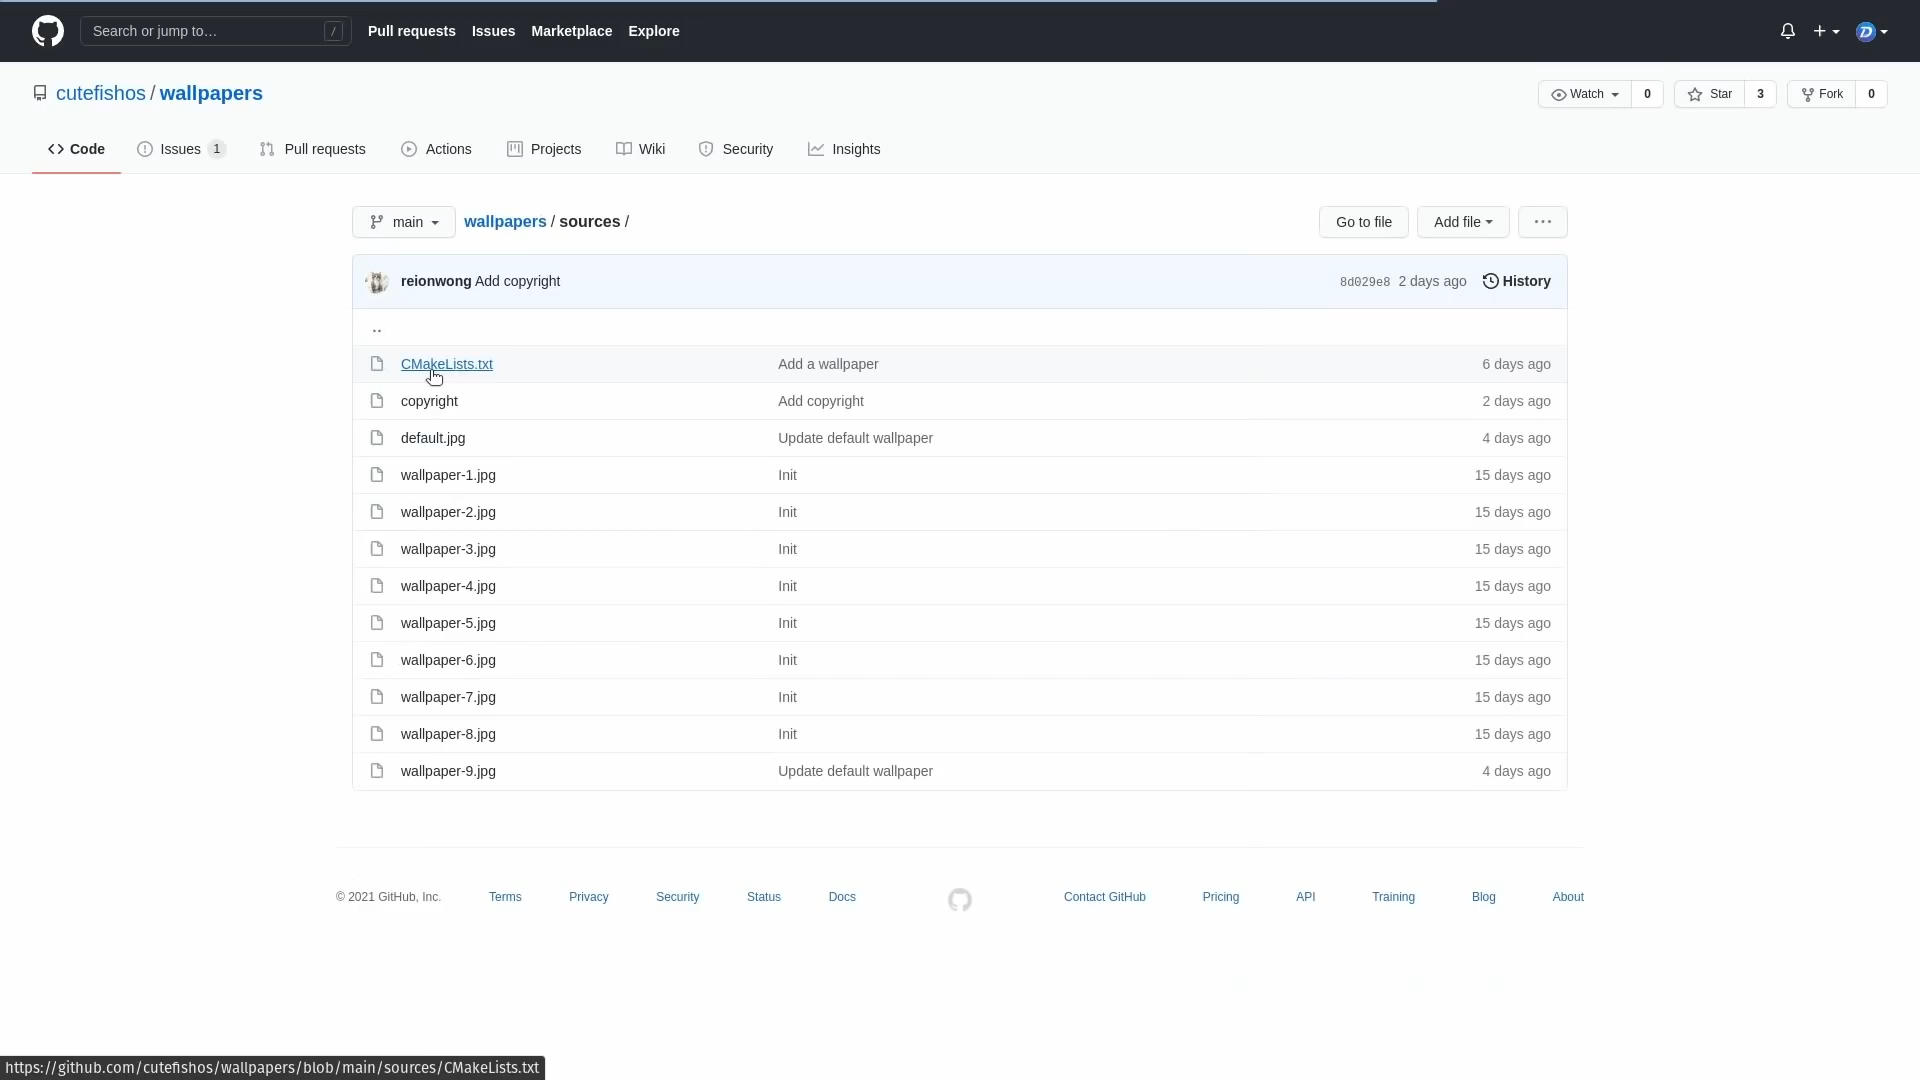 Search or jump to… /
Pull requests Issues Marketplace Explore
cutefishos / wallpapers
Watch 0 Star 3 Fork 0
Code Issues 1 Pull requests Actions Projects Wiki Security Insights
main wallpapers / sources / Go to file Add file ···
reionwong Add copyright 8d029e8 2 days ago History
..
CMakeLists.txt Add a wallpaper 6 days ago
copyright Add copyright 2 days ago
default.jpg Update default wallpaper 4 days ago
wallpaper-1.jpg Init 15 days ago
wallpaper-2.jpg Init 15 days ago
wallpaper-3.jpg Init 15 days ago
wallpaper-4.jpg Init 15 days ago
wallpaper-5.jpg Init 15 days ago
wallpaper-6.jpg Init 15 days ago
wallpaper-7.jpg Init 15 days ago
wallpaper-8.jpg Init 15 days ago
wallpaper-9.jpg Update default wallpaper 4 days ago
© 2021 GitHub, Inc. Terms Privacy Security Status Docs Contact GitHub Pricing API Training Blog About
https://github.com/cutefishos/wallpapers/blob/main/sources/CMakeLists.txt